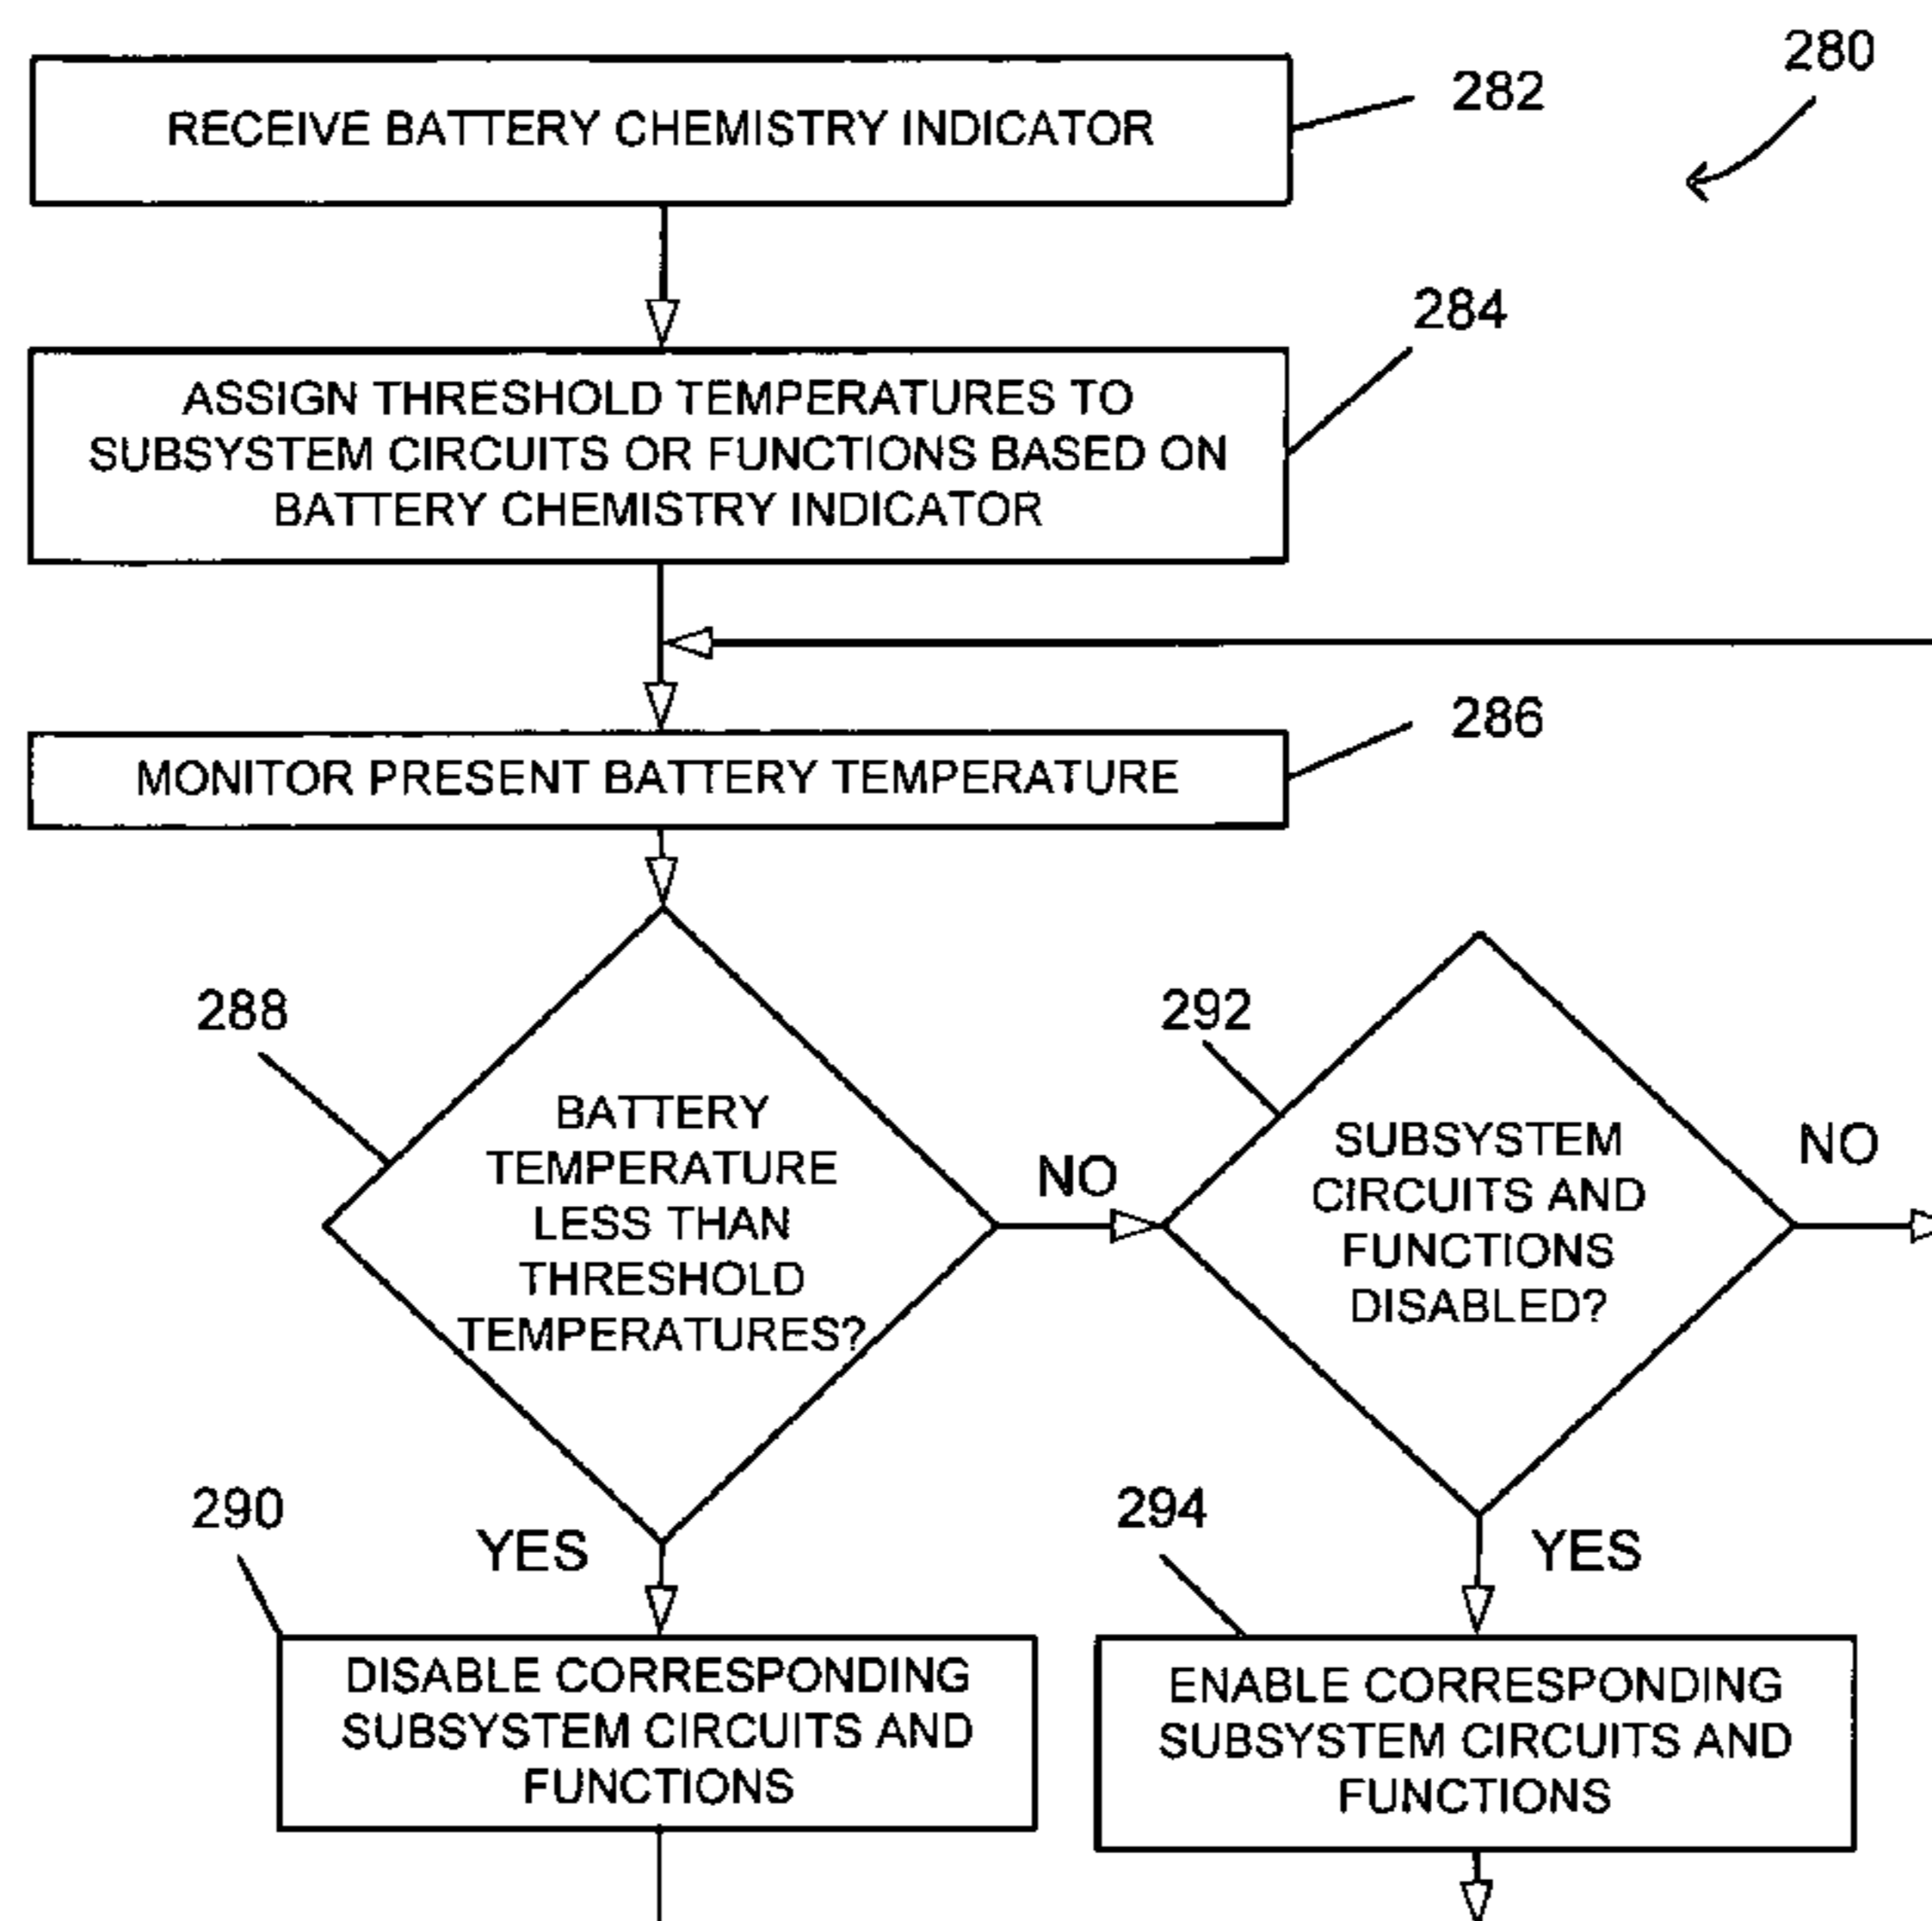 280
282
RECEIVE BATTERY CHEMISTRY INDICATOR
284
ASSIGN THRESHOLD TEMPERATURES TO
SUBSYSTEM CIRCUITS OR FUNCTIONS BASED ON
BATTERY CHEMISTRY INDICATOR
286
MONITOR PRESENT BATTERY TEMPERATURE
288
BATTERY
TEMPERATURE
LESS THAN
THRESHOLD
TEMPERATURES?
NO
292
SUBSYSTEM
CIRCUITS AND
FUNCTIONS
DISABLED?
NO
290
YES
DISABLE CORRESPONDING
SUBSYSTEM CIRCUITS AND
FUNCTIONS
294
YES
ENABLE CORRESPONDING
SUBSYSTEM CIRCUITS AND
FUNCTIONS